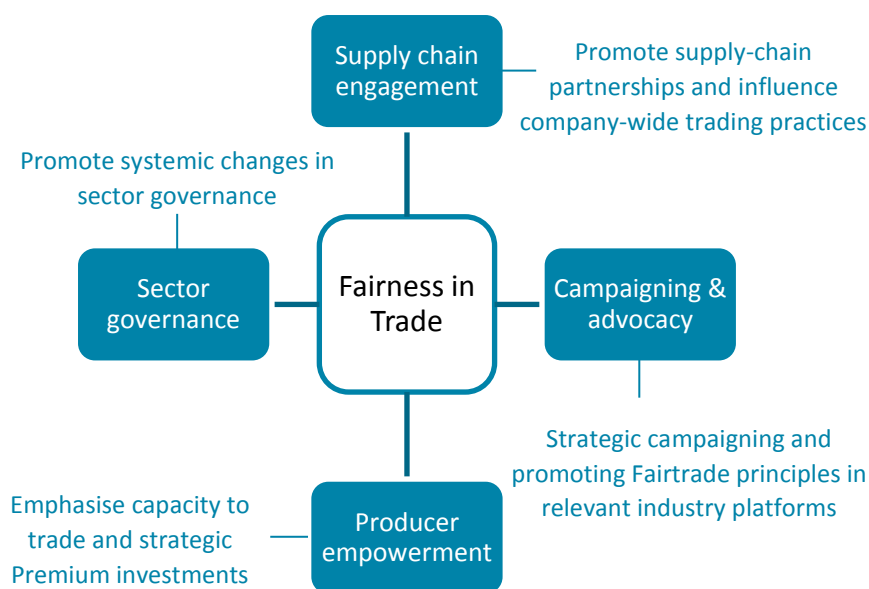 Supply chain
engagement
Promote supply-chain
partnerships and influence
company-wide trading practices
Promote systemic changes in
sector governance
Sector
governance
Fairness in
Trade
Campaigning &
advocacy
Strategic campaigning and
promoting Fairtrade principles in
relevant industry platforms
Emphasise capacity to
trade and strategic
Premium investments
Producer
empowerment